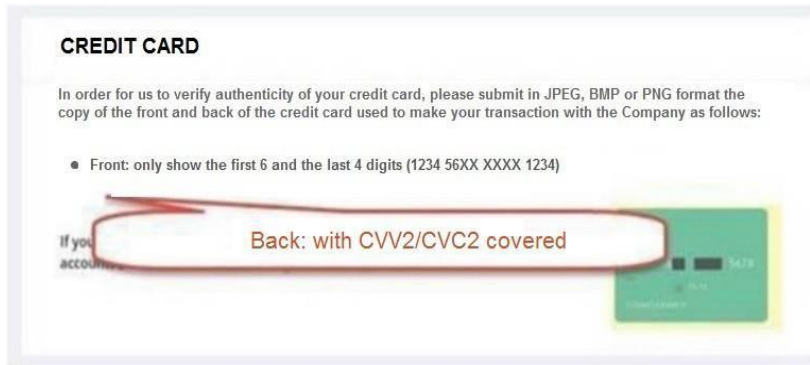 CREDIT CARD
In order for us to verify authenticity of your credit card, please submit in JPEG, BMP or PNG format the
copy of the front and back of the credit card used to make your transaction with the Company as follows:
Front: only show the first 6 and the last 4 digits (1234 56XX XXXX 1234)
Back: with CVV2/CVC2 covered
If you